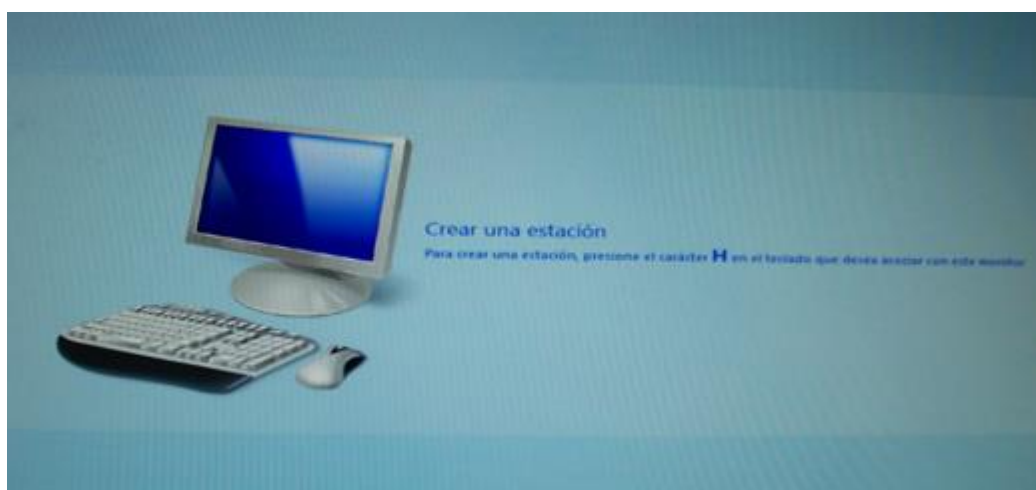 Crear una estación
Para crear una estación, presione el carácter H en el teclado que desea asociar con este monitor